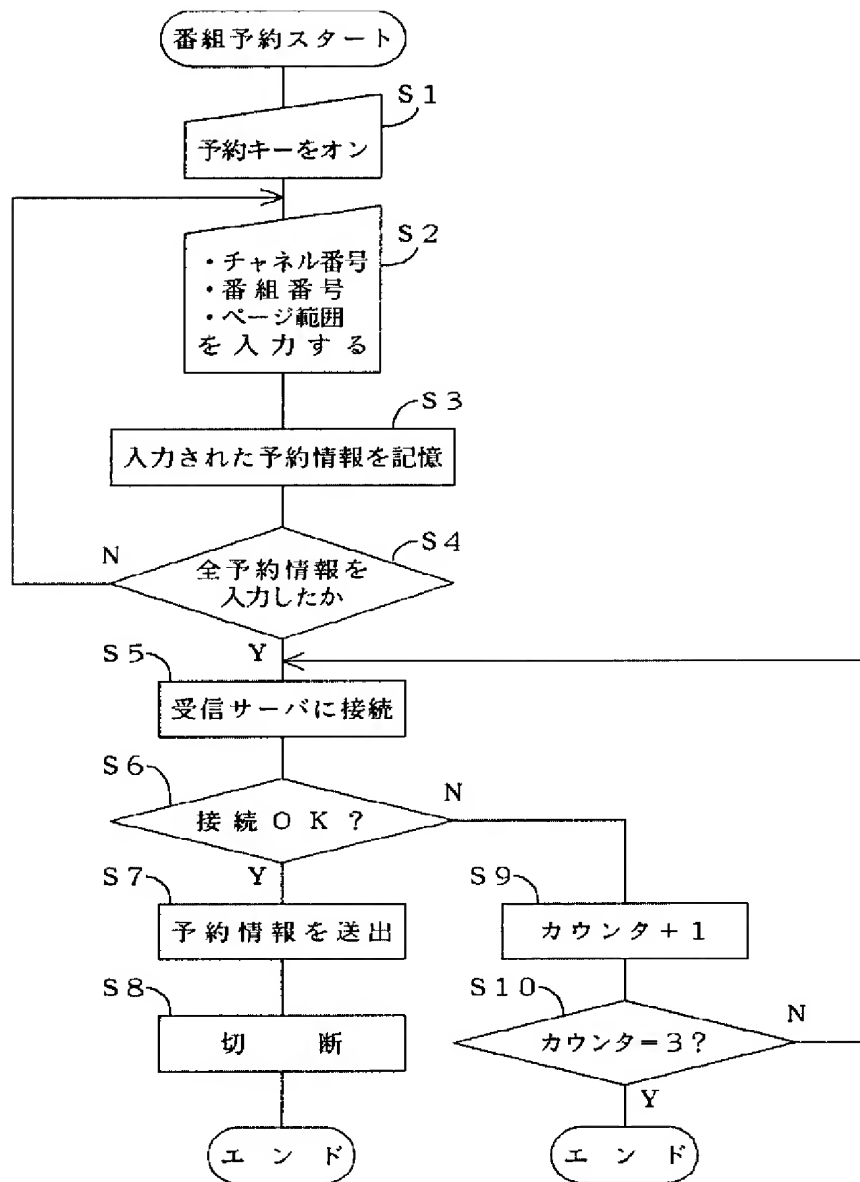 番組予約スタート
S1
予約キーをオン
S2
・チャネル番号
・番組番号
・ページ範囲
を入力する
S3
入力された予約情報を記憶
S4
全予約情報を
入力したか
N
Y
S5
受信サーバに接続
S6
接続OK?
N
Y
S7
予約情報を送出
S8
切 断
エンド
S9
カウンタ+1
S10
カウンタ=3?
N
Y
エンド